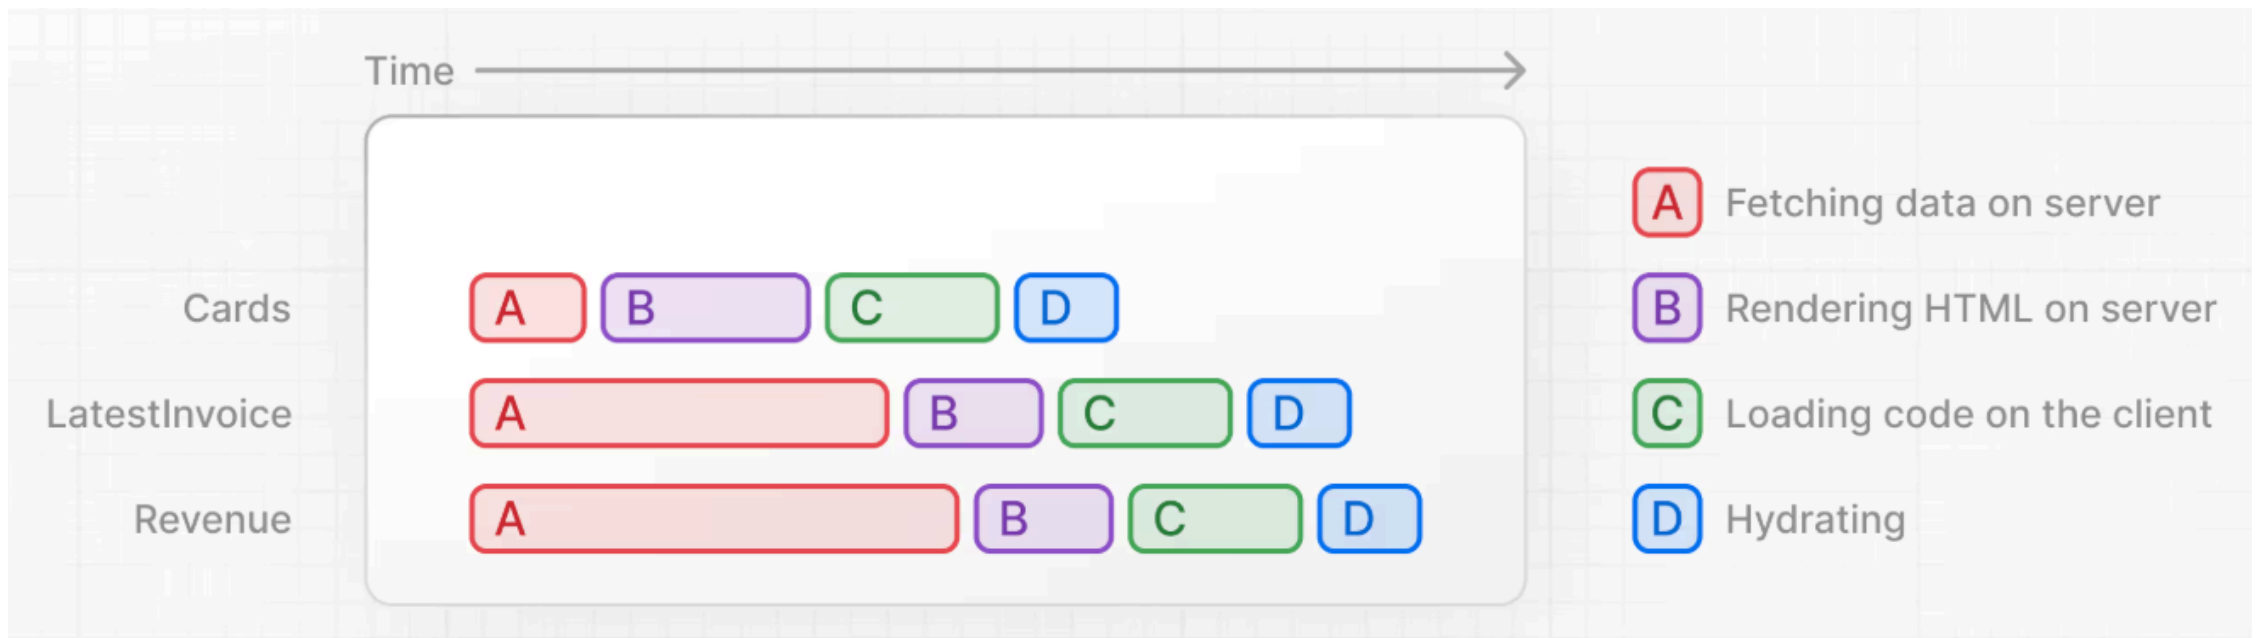 Time
A Fetching data on server
Cards A B C D
B Rendering HTML on server
LatestInvoice A B C D
C Loading code on the client
Revenue A B C D
D Hydrating